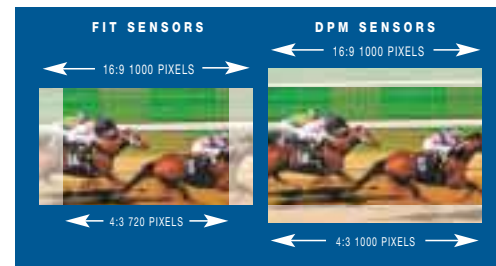 FIT SENSORS
16:9 1000 PIXELS
4:3 720 PIXELS
DPM SENSORS
16:9 1000 PIXELS
4:3 1000 PIXELS